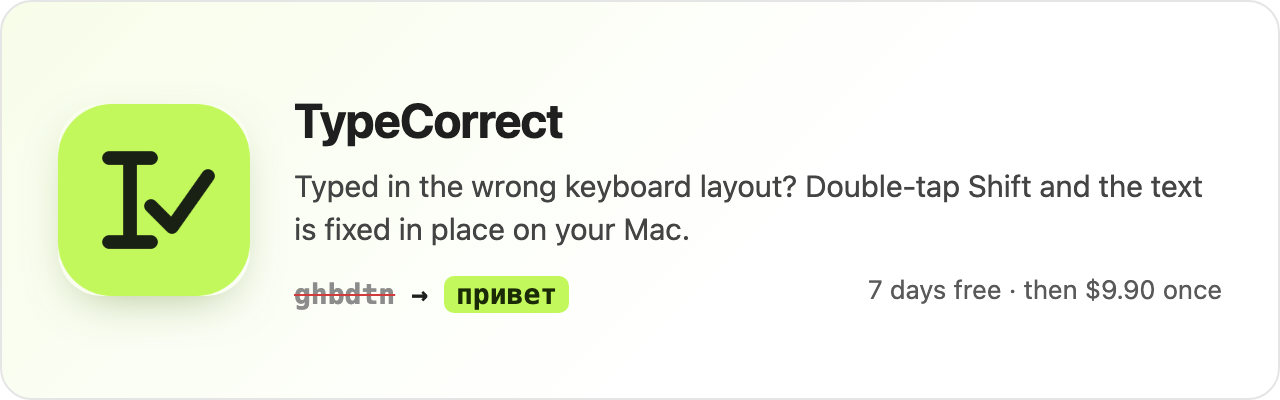 TypeCorrect
Typed in the wrong keyboard layout? Double-tap Shift and the text
is fixed in place on your Mac.
ghbdtn → привет
7 days free · then $9.90 once